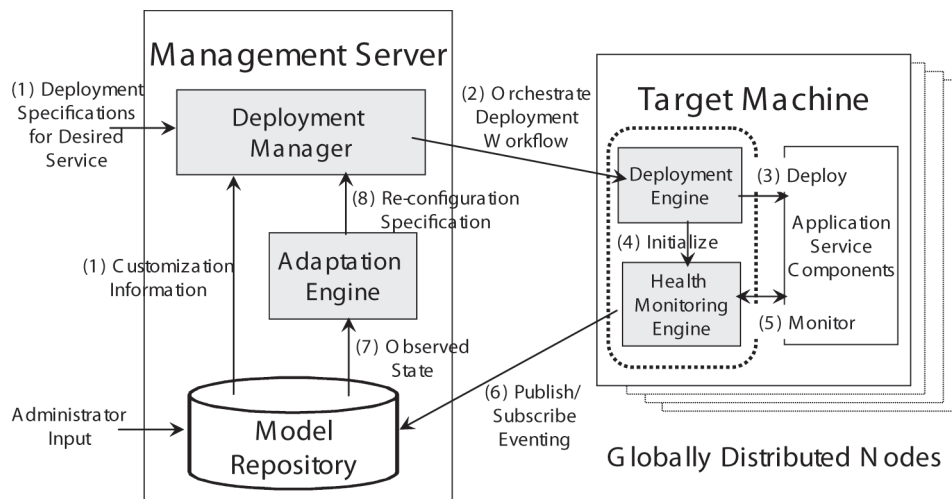 Management Server
(1) Deployment
Specifications
for Desired
Service
Deployment
Manager
(2) Orchestrate
Deployment
Workflow
Target Machine
Deployment
Engine
(3) Deploy
Application
Service
Components
(4) Initialize
Health
Monitoring
Engine
(5) Monitor
(8) Re-configuration
Specification
(1) Customization
Information
Adaptation
Engine
(7) Observed
State
(6) Publish/
Subscribe
Eventing
Administrator
Input
Model
Repository
Globally Distributed Nodes